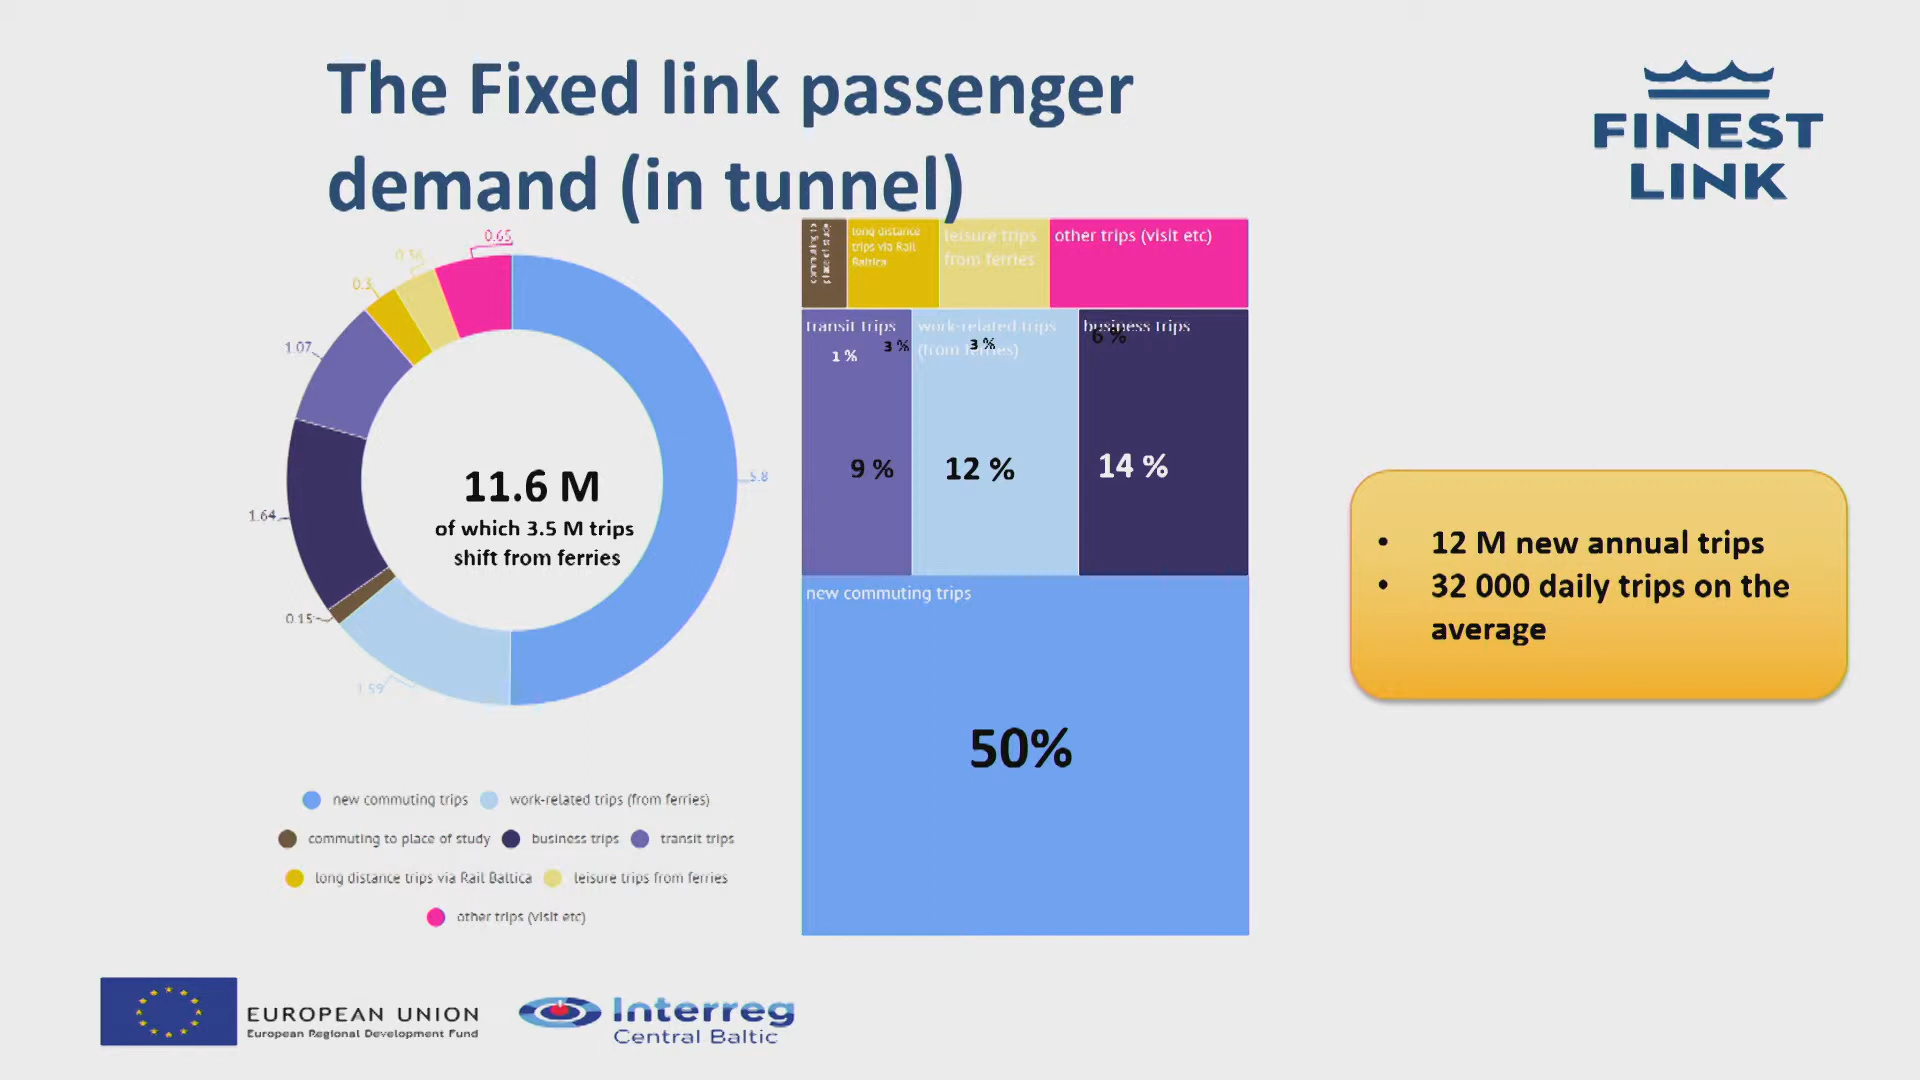 The Fixed link passenger
demand (in tunnel)
FINEST
LINK
0.65
0.36
0.3
1.07
1.64
0.15
1.59
5.8
11.6 M
of which 3.5 M trips
shift from ferries
long distance
trips via Rail
Baltica
leisure trips
from ferries
other trips (visit etc)
transit trips
work-related trips
(from ferries)
business trips
1 %
3 %
3 %
6 %
9 %
12 %
14 %
new commuting trips
50%
• 12 M new annual trips
• 32 000 daily trips on the
average
new commuting trips
work-related trips (from ferries)
commuting to place of study
business trips
transit trips
long distance trips via Rail Baltica
leisure trips from ferries
other trips (visit etc)
EUROPEAN UNION
European Regional Development Fund
Interreg
Central Baltic